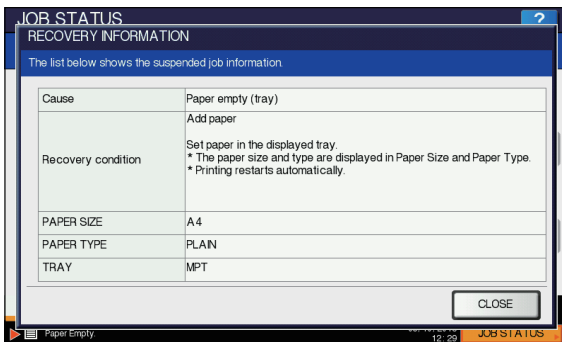 JOB STATUS
?
RECOVERY INFORMATION
The list below shows the suspended job information.
Cause
Paper empty (tray)
Recovery condition
Add paper
Set paper in the displayed tray.
* The paper size and type are displayed in Paper Size and Paper Type.
* Printing restarts automatically.
PAPER SIZE
A4
PAPER TYPE
PLAIN
TRAY
MPT
CLOSE
Paper Empty.
12:29
JOB STATUS